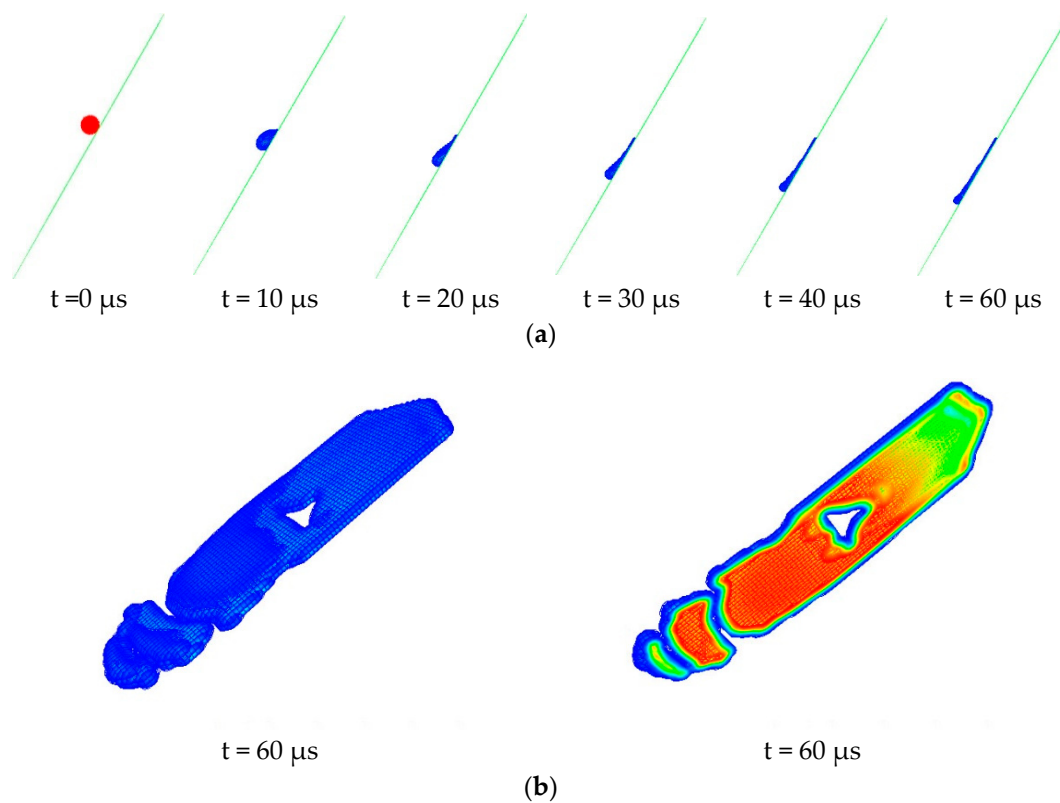 t =0 μs t = 10 μs t = 20 μs t = 30 μs t = 40 μs t = 60 μs
(a)
t = 60 μs t = 60 μs
(b)